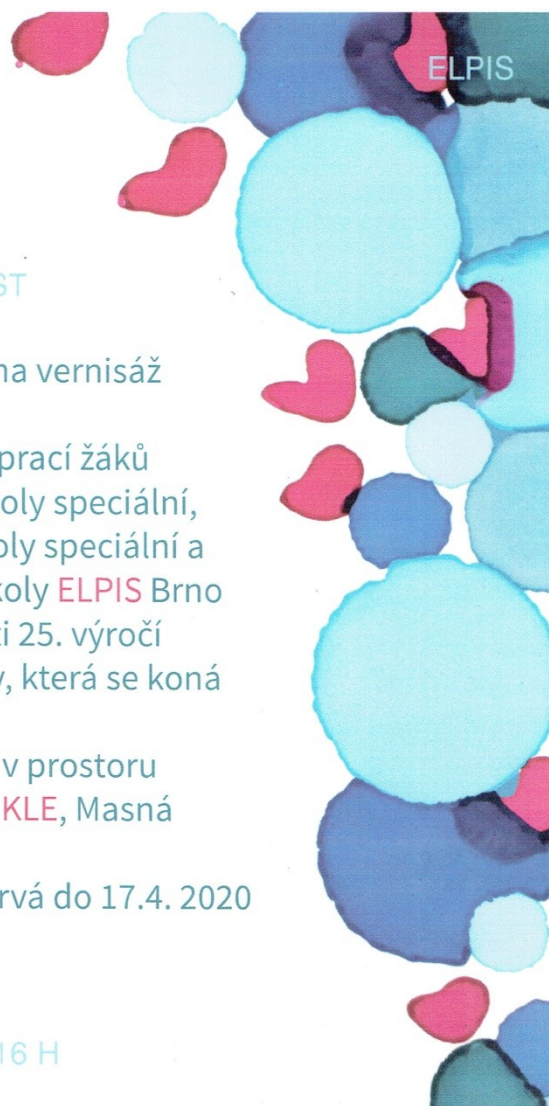 ELPIS
ST
na vernisáž
prací žáků
oly speciální,
oly speciální a
koly ELPIS Brno
ti 25. výročí
y, která se koná
v prostoru
KLE, Masná
rvá do 17.4. 2020
16 H